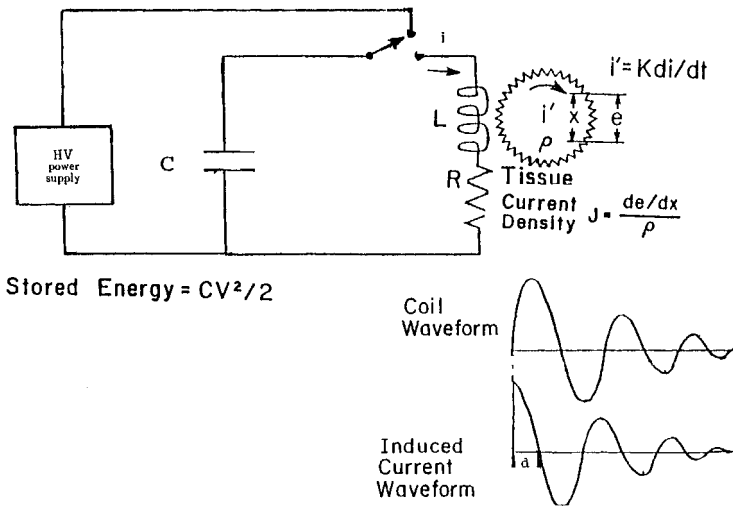 i
i' = Kdi/dt
HV
power
supply
C
L
i'
ρ
x
e
R
Tissue
Current
Density J = de/dx
ρ
Stored Energy = CV²/2
Coil
Waveform
Induced
Current
Waveform
a